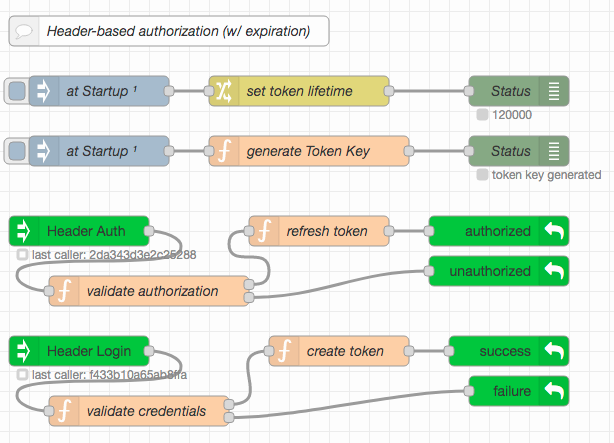 Header-based authorization (w/ expiration)
at Startup ¹
set token lifetime
Status
120000
at Startup ¹
generate Token Key
Status
token key generated
Header Auth
refresh token
authorized
last caller: 2da343d3e2c25288
unauthorized
validate authorization
Header Login
create token
success
last caller: f433b10a65ab8ffa
failure
validate credentials